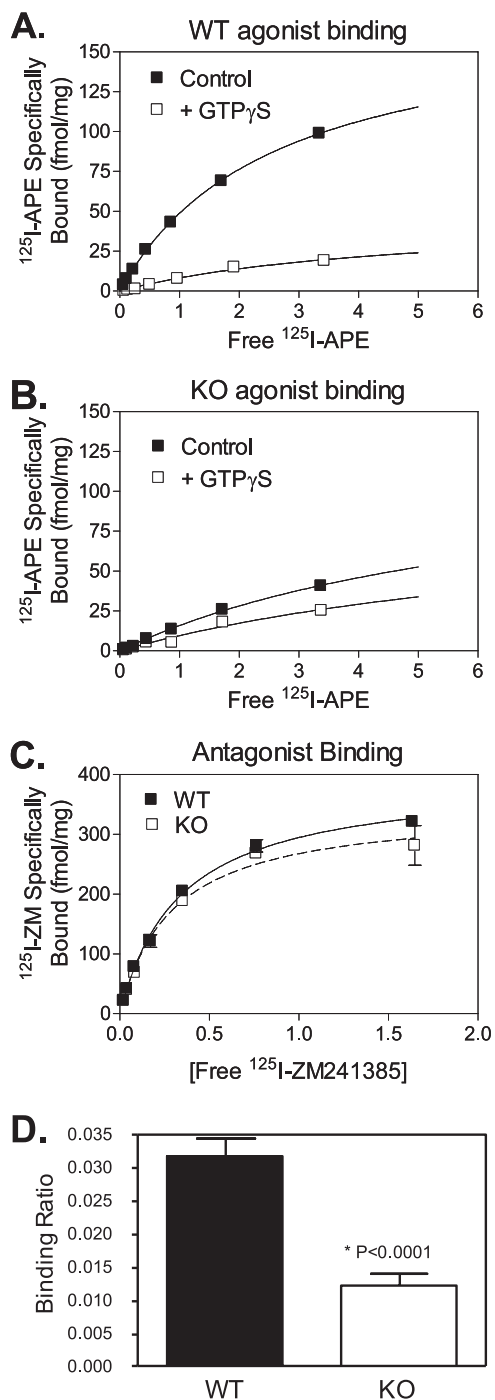 A.
WT agonist binding
150
125
100
75
50
25
0
¹²⁵I-APE Specifically
Bound (fmol/mg)
Control
+ GTPγS
0 1 2 3 4 5 6
Free ¹²⁵I-APE
B.
KO agonist binding
150
125
100
75
50
25
0
¹²⁵I-APE Specifically
Bound (fmol/mg)
Control
+ GTPγS
0 1 2 3 4 5 6
Free ¹²⁵I-APE
C.
Antagonist Binding
400
300
200
100
0
¹²⁵I-ZM Specifically
Bound (fmol/mg)
WT
KO
0.0 0.5 1.0 1.5 2.0
[Free ¹²⁵I-ZM241385]
D.
0.035
0.030
0.025
0.020
0.015
0.010
0.005
0.000
Binding Ratio
* P<0.0001
WT KO